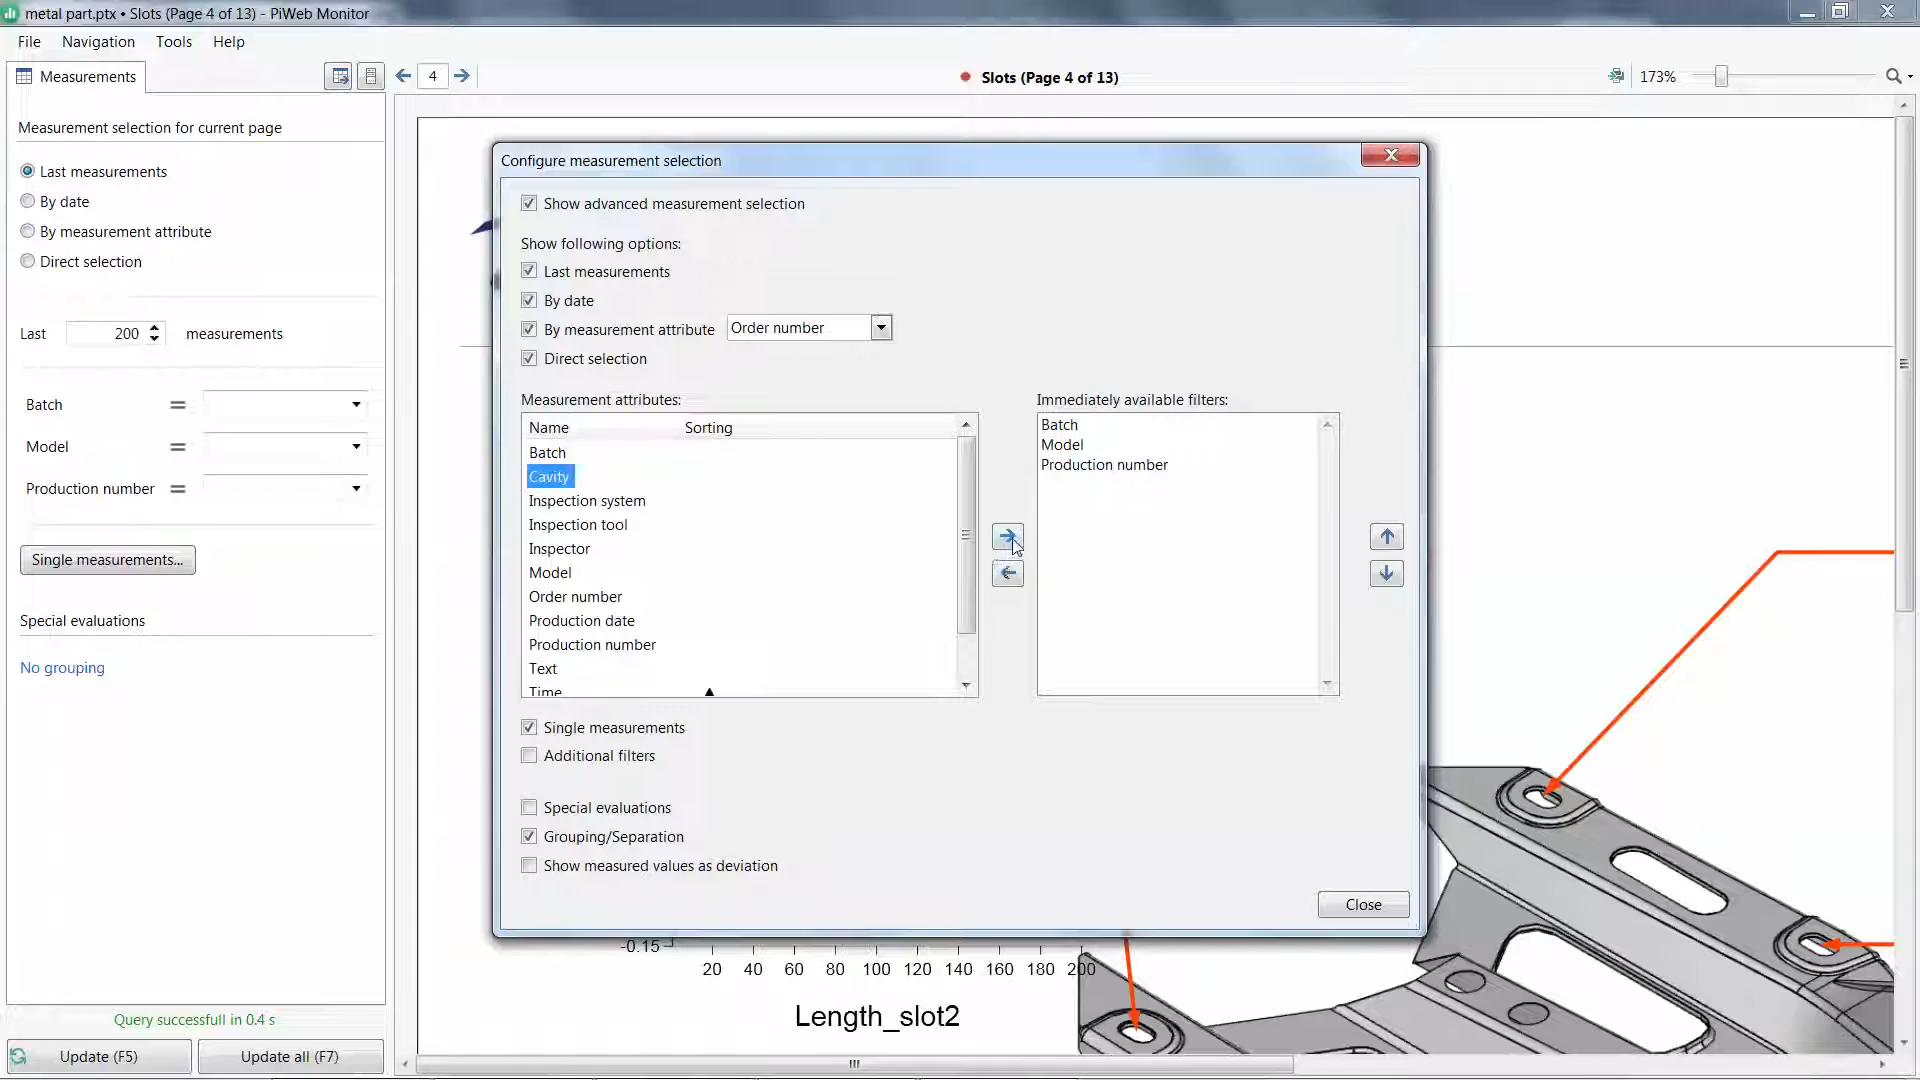 metal part.ptx • Slots (Page 4 of 13) - PiWeb Monitor
File Navigation Tools Help
Measurements
4
Slots (Page 4 of 13)
173%
Measurement selection for current page
Last measurements
By date
By measurement attribute
Direct selection
Last 200 measurements
Batch =
Model =
Production number =
Single measurements...
Special evaluations
No grouping
Query successfull in 0.4 s
Update (F5) Update all (F7)
Configure measurement selection
Show advanced measurement selection
Show following options:
Last measurements
By date
By measurement attribute Order number
Direct selection
Measurement attributes:
Name Sorting
Batch
Cavity
Inspection system
Inspection tool
Inspector
Model
Order number
Production date
Production number
Text
Time
Immediately available filters:
Batch
Model
Production number
Single measurements
Additional filters
Special evaluations
Grouping/Separation
Show measured values as deviation
Close
-0.15
20 40 60 80 100 120 140 160 180 200
Length_slot2